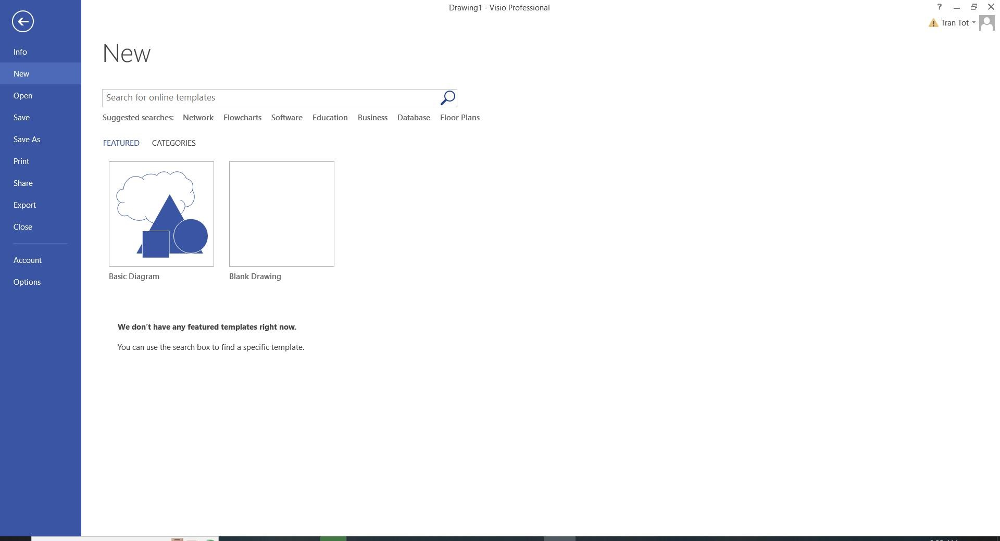 Drawing1 - Visio Professional
?
Tran Tot
Info
New
Open
Save
Save As
Print
Share
Export
Close
Account
Options
New
Search for online templates
Suggested searches: Network Flowcharts Software Education Business Database Floor Plans
FEATURED CATEGORIES
Basic Diagram Blank Drawing
We don't have any featured templates right now.
You can use the search box to find a specific template.